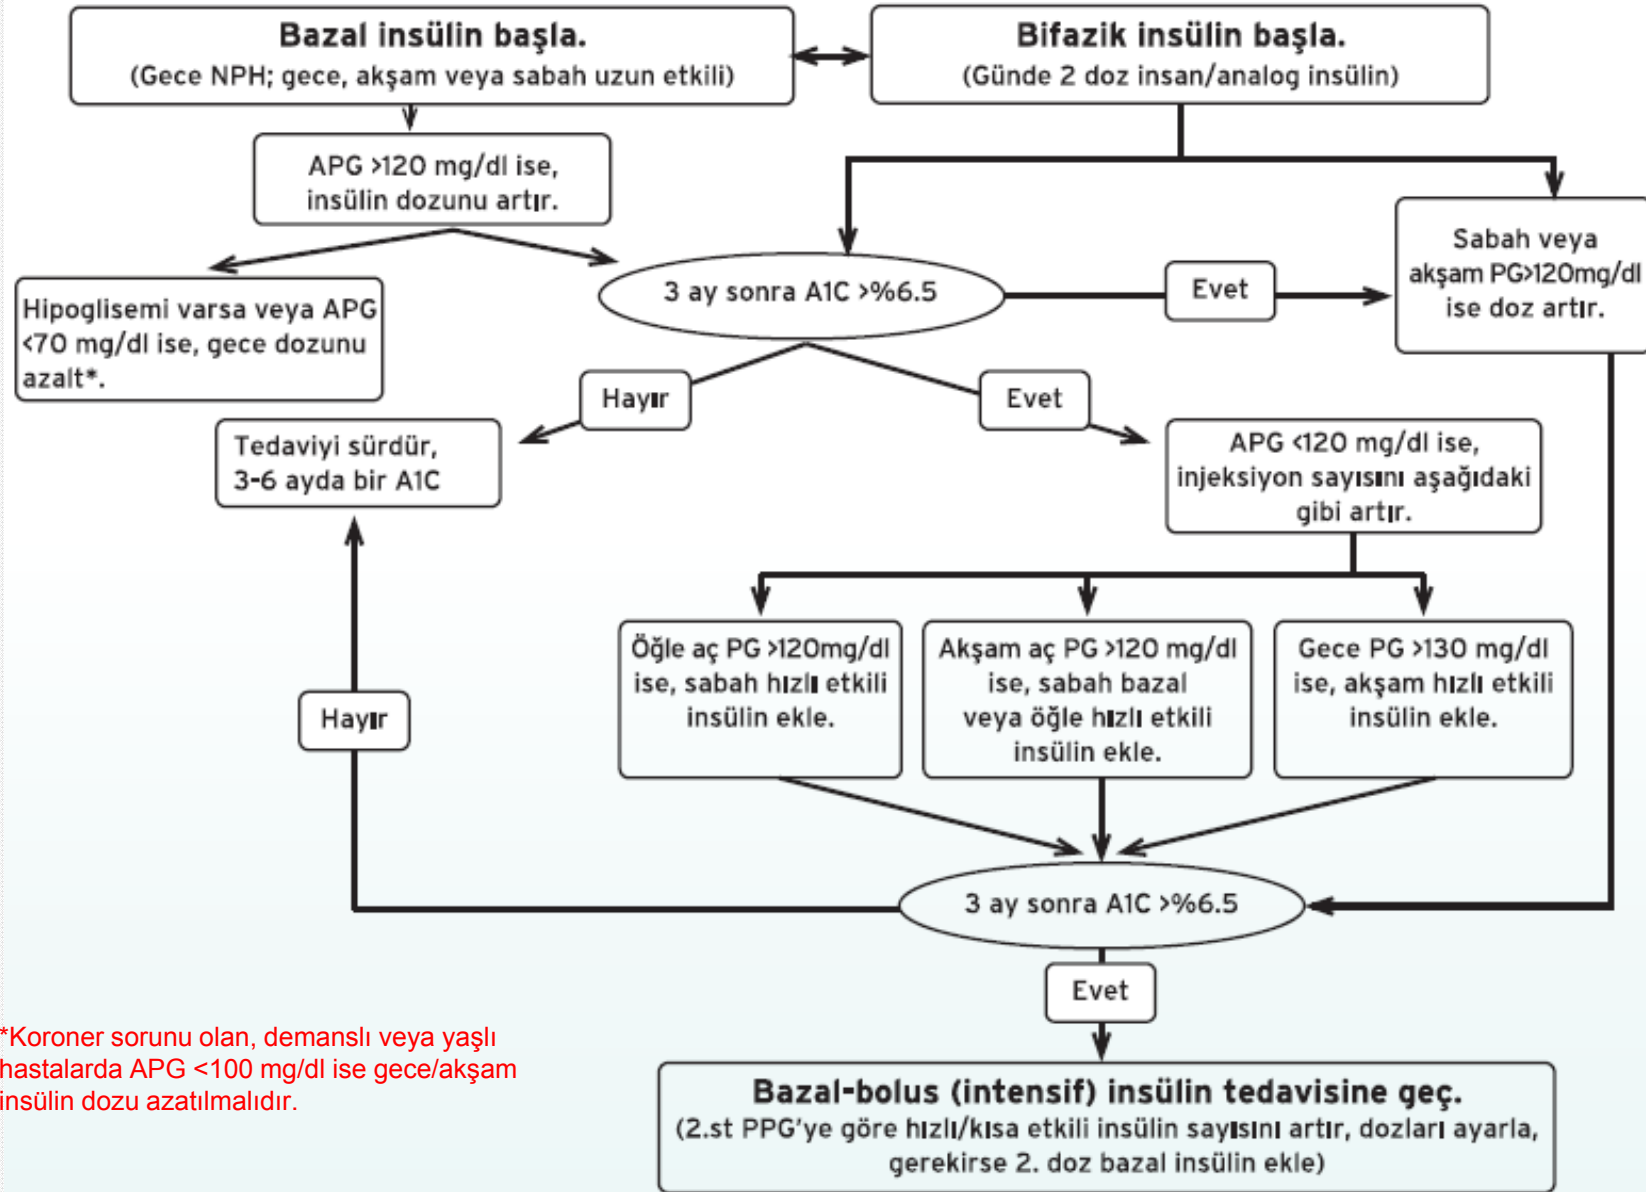 Bazal insülin başla.
(Gece NPH; gece, akşam veya sabah uzun etkili)
Bifazik insülin başla.
(Günde 2 doz insan/analog insülin)
APG >120 mg/dl ise,
insülin dozunu artır.
Sabah veya
akşam PG>120mg/dl
ise doz artır.
Hipoglisemi varsa veya APG
<70 mg/dl ise, gece dozunu
azalt*.
3 ay sonra A1C >%6.5
Evet
Hayır
Evet
Tedaviyi sürdür,
3-6 ayda bir A1C
APG <120 mg/dl ise,
injeksiyon sayısını aşağıdaki
gibi artır.
Öğle aç PG >120mg/dl
ise, sabah hızlı etkili
insülin ekle.
Akşam aç PG >120 mg/dl
ise, sabah bazal
veya öğle hızlı etkili
insülin ekle.
Gece PG >130 mg/dl
ise, akşam hızlı etkili
insülin ekle.
Hayır
3 ay sonra A1C >%6.5
Evet
*Koroner sorunu olan, demanslı veya yaşlı
hastalarda APG <100 mg/dl ise gece/akşam
insülin dozu azatılmalıdır.
Bazal-bolus (intensif) insülin tedavisine geç.
(2.st PPG'ye göre hızlı/kısa etkili insülin sayısını artır, dozları ayarla,
gerekirse 2. doz bazal insülin ekle)